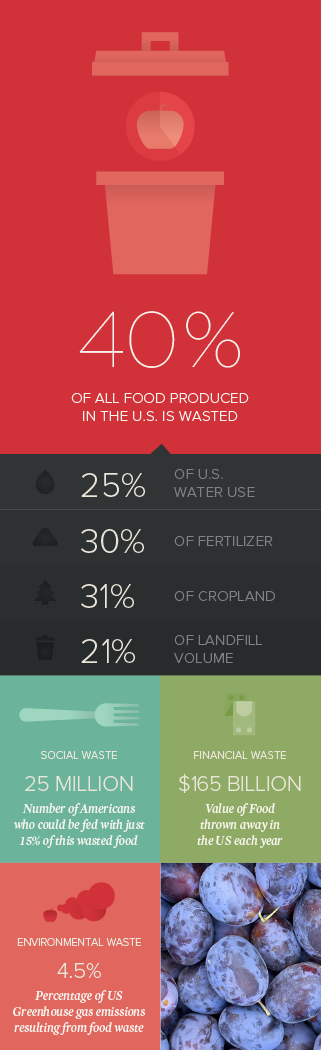 40%
OF ALL FOOD PRODUCED
IN THE U.S. IS WASTED
25%
OF U.S.
WATER USE
30%
OF FERTILIZER
31%
OF CROPLAND
21%
OF LANDFILL
VOLUME
SOCIAL WASTE
25 MILLION
Number of Americans
who could be fed with just
15% of this wasted food
FINANCIAL WASTE
$165 BILLION
Value of Food
thrown away in
the US each year
ENVIRONMENTAL WASTE
4.5%
Percentage of US
Greenhouse gas emissions
resulting from food waste